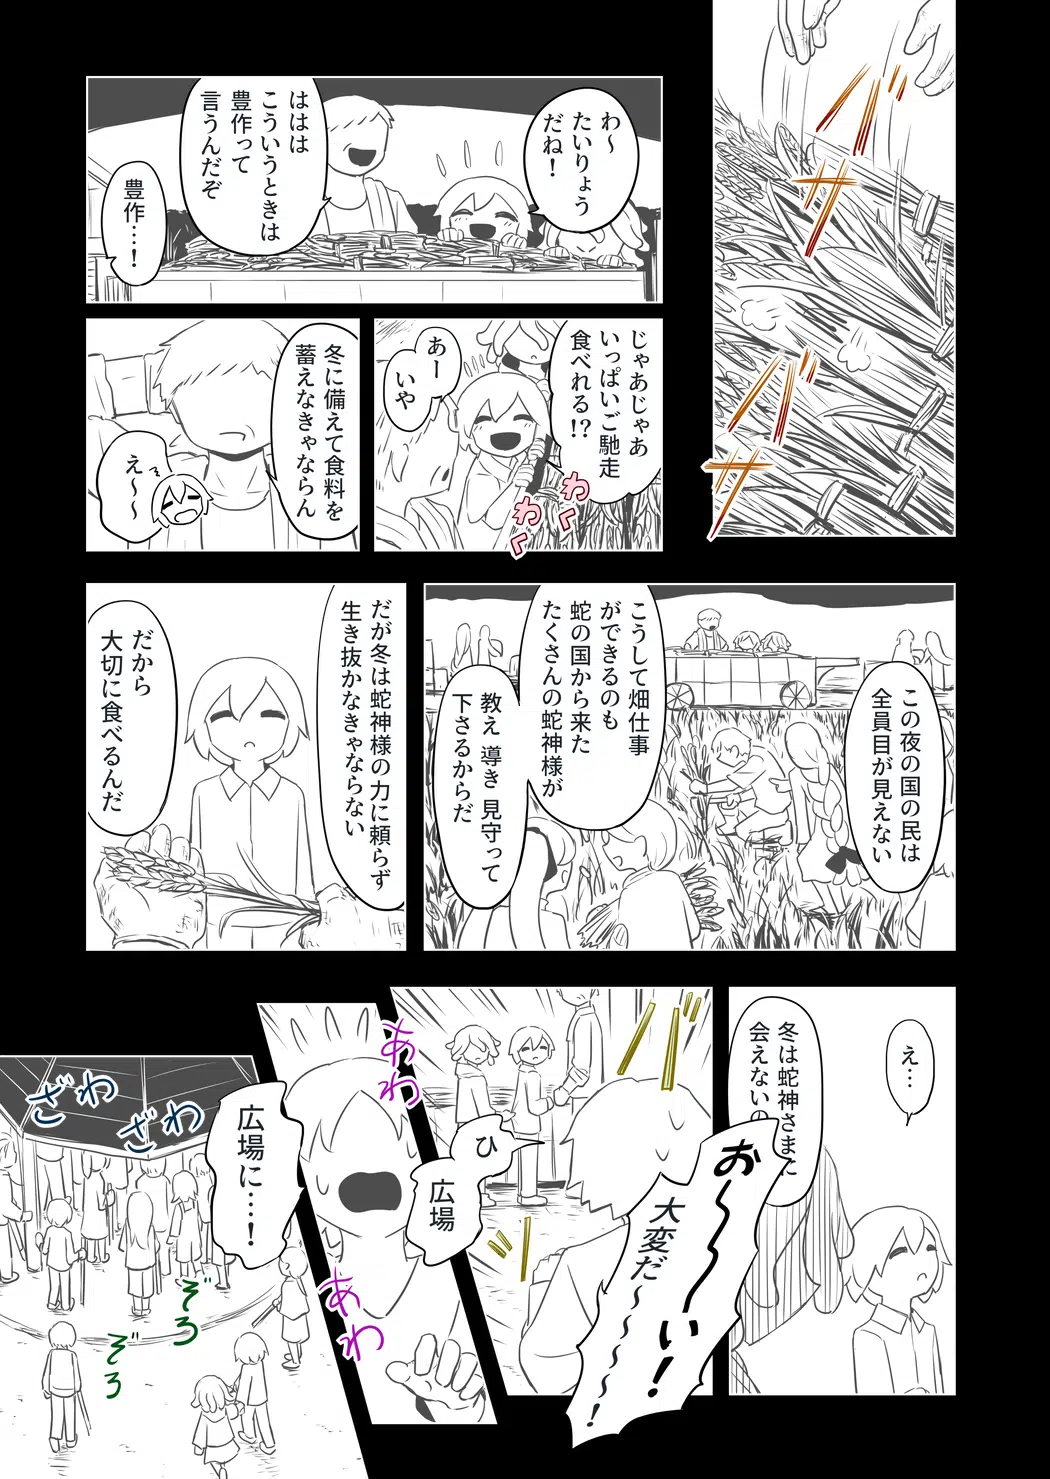 バサ
バサ
わ〜
たいりょう
だね！
ははは
こういうときは
豊作って
言うんだぞ
豊作…！
じゃあじゃあ
いっぱいご馳走
食べれる!?
わく
わく
あー
いや
冬に備えて食料を
蓄えなきゃならん
え〜〜
この夜の国の民は
全員目が見えない
こうして畑仕事
ができるのも
蛇の国から来た
たくさんの蛇神様が
教え 導き 見守って
下さるからだ
だが冬は蛇神様の力に頼らず
生き抜かなきゃならない
だから
大切に食べるんだ
え…
冬は蛇神さまに
会えない
お〜〜い！
大変だ〜〜〜〜！
ひ
広場
あわ
あわ
広場に…！
ざわ
ざわ
ぞろ
ぞろ